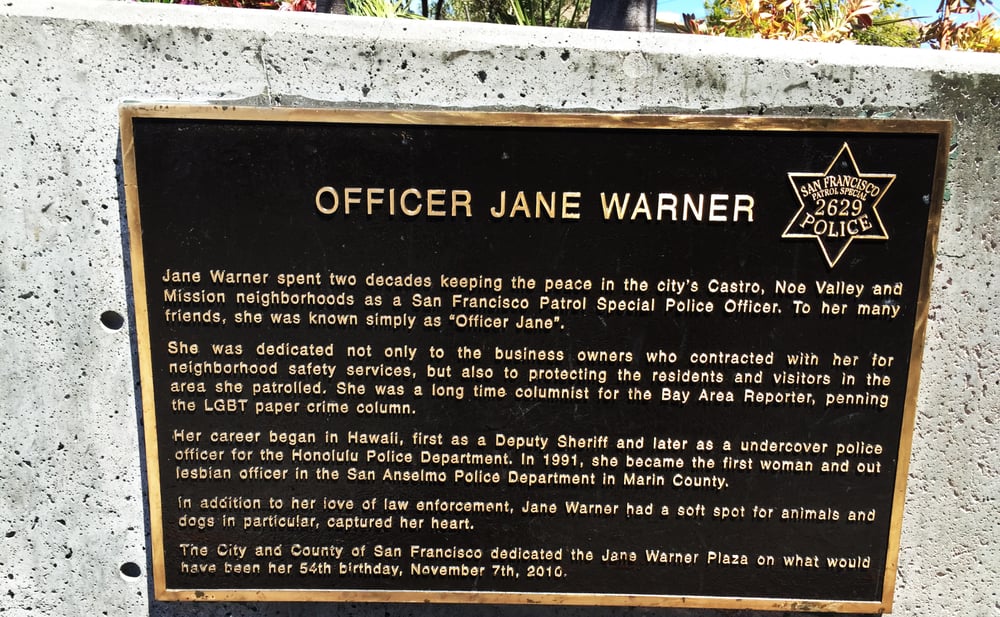 OFFICER JANE WARNER
SAN FRANCISCO
PATROL SPECIAL
2629
POLICE
Jane Warner spent two decades keeping the peace in the city's Castro, Noe Valley and
Mission neighborhoods as a San Francisco Patrol Special Police Officer. To her many
friends, she was known simply as "Officer Jane".
She was dedicated not only to the business owners who contracted with her for
neighborhood safety services, but also to protecting the residents and visitors in the
area she patrolled. She was a long time columnist for the Bay Area Reporter, penning
the LGBT paper crime column.
Her career began in Hawaii, first as a Deputy Sheriff and later as a undercover police
officer for the Honolulu Police Department. In 1991, she became the first woman and out
lesbian officer in the San Anselmo Police Department in Marin County.
In addition to her love of law enforcement, Jane Warner had a soft spot for animals and
dogs in particular, captured her heart.
The City and County of San Francisco dedicated the Jane Warner Plaza on what would
have been her 54th birthday, November 7th, 2010.